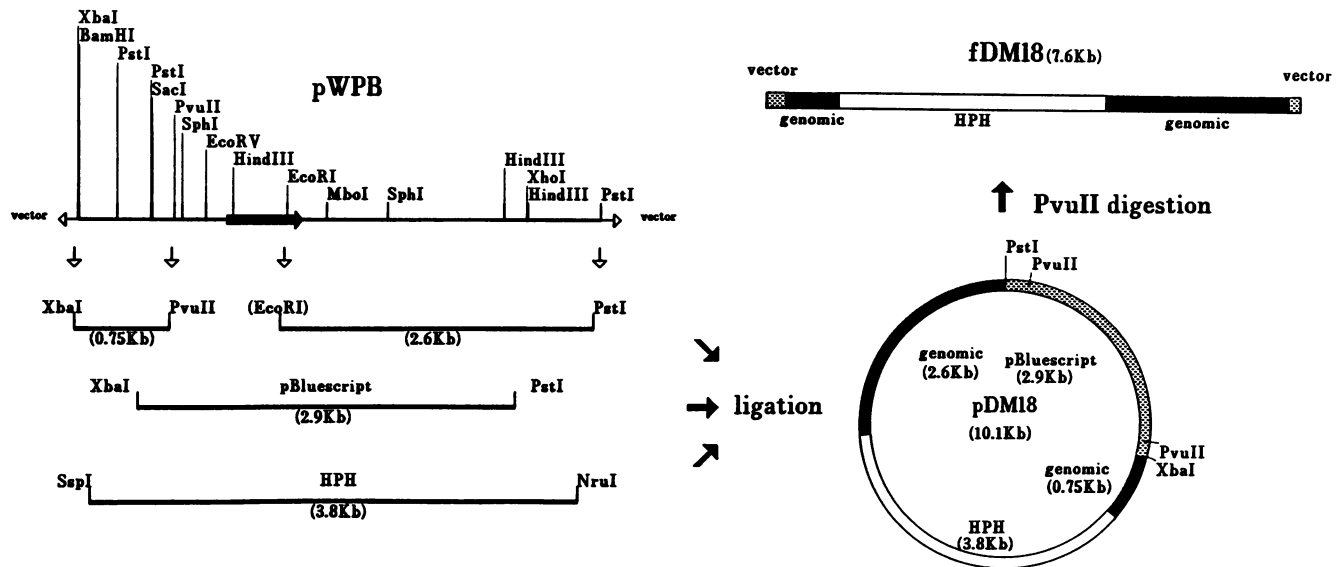 XbaI
BamHI
PstI
PstI
SacI
PvuII
SphI
EcoRV
HindIII
EcoRI
MboI
SphI
HindIII
XhoI
HindIII
PstI
pWPB
vector
vector
XbaI
PvuII
(0.75Kb)
(EcoRI)
PstI
(2.6Kb)
XbaI
pBluescript
PstI
(2.9Kb)
SspI
HPH
NruI
(3.8Kb)
ligation
fDM18(7.6Kb)
vector
vector
genomic
HPH
genomic
PvuII digestion
PstI
PvuII
genomic
(2.6Kb)
pBluescript
(2.9Kb)
pDM18
(10.1Kb)
PvuII
XbaI
genomic
(0.75Kb)
HPH
(3.8Kb)